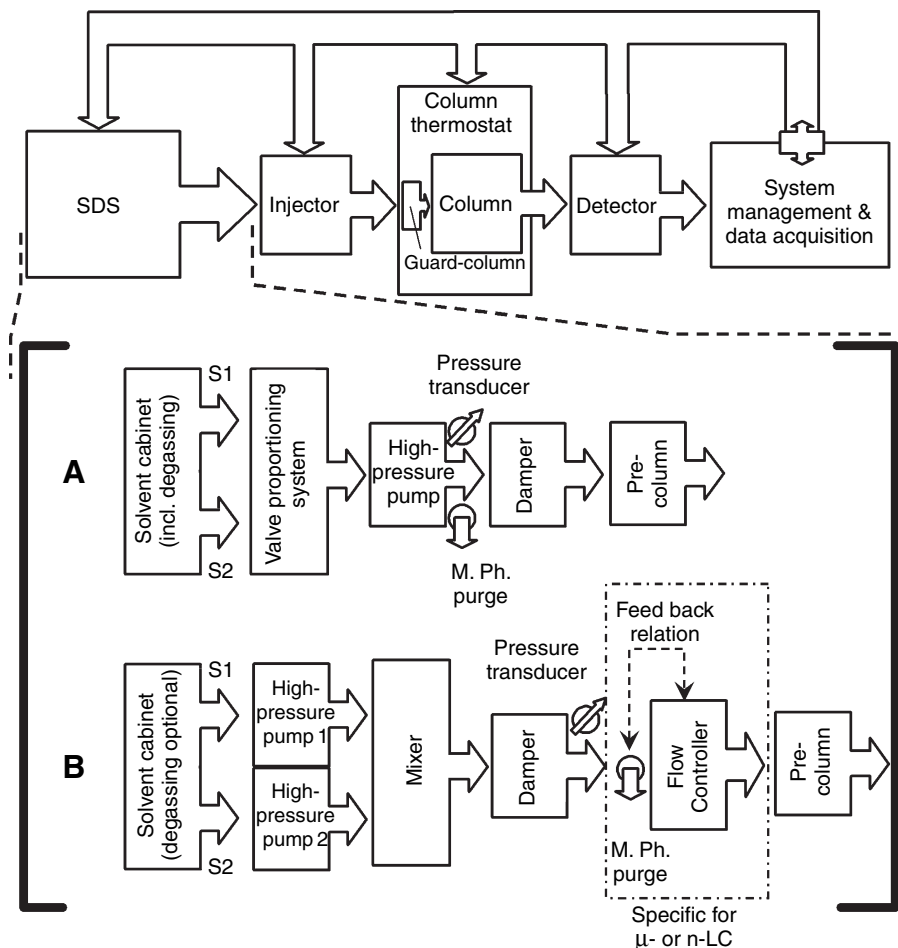 SDS
Injector
Column
thermostat
Column
Guard-column
Detector
System
management &
data acquisition
A
S1
Solvent cabinet
(incl. degassing)
S2
Valve proportioning
system
High-
pressure
pump
Pressure
transducer
M. Ph.
purge
Damper
Pre-
column
B
S1
Solvent cabinet
(degassing optional)
S2
High-
pressure
pump 1
High-
pressure
pump 2
Mixer
Damper
Pressure
transducer
Feed back
relation
M. Ph.
purge
Flow
Controller
Specific for
μ- or n-LC
Pre-
column